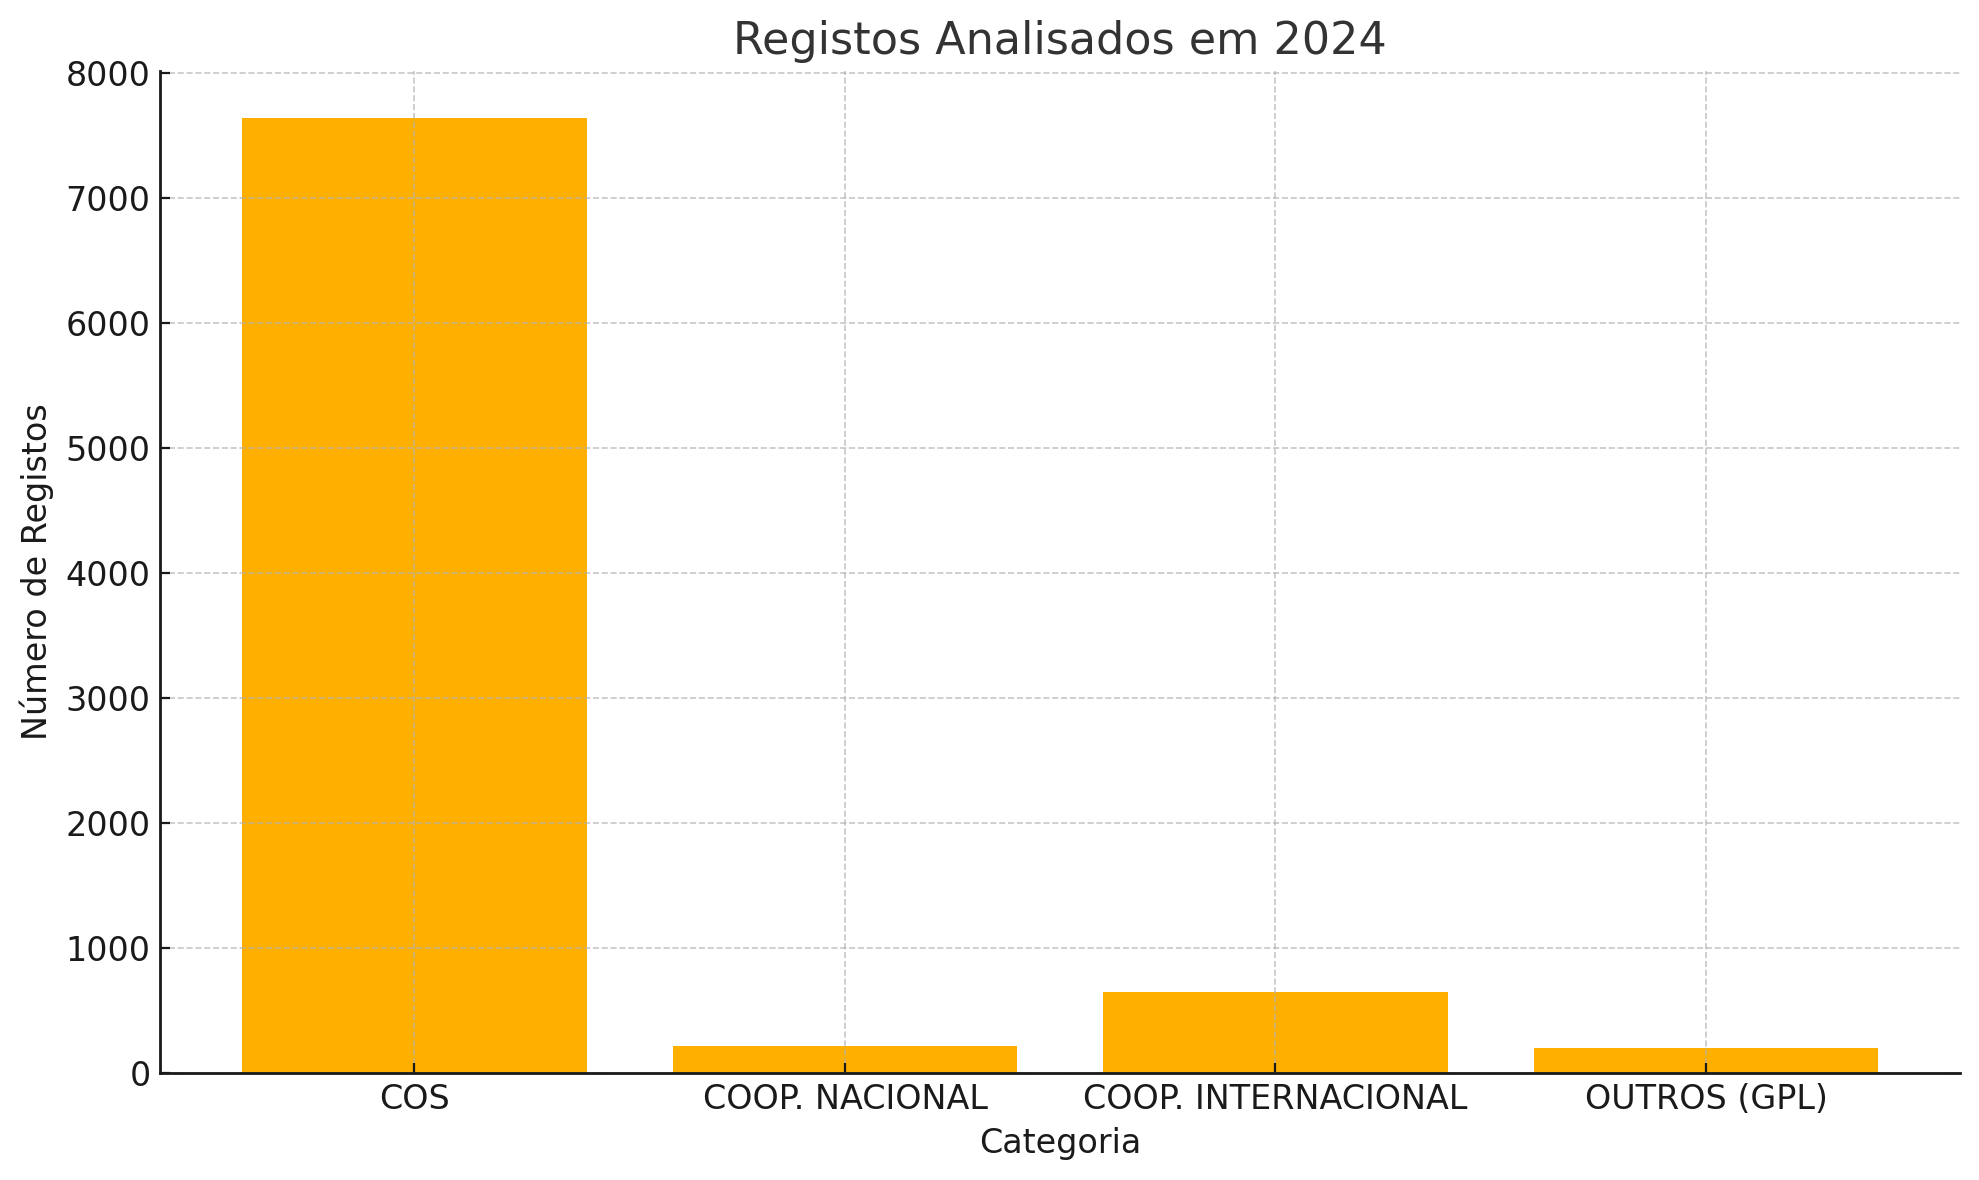 Registos Analisados em 2024
8000
7000
6000
5000
4000
3000
2000
1000
0
Número de Registos
COS
COOP. NACIONAL
COOP. INTERNACIONAL
OUTROS (GPL)
Categoria